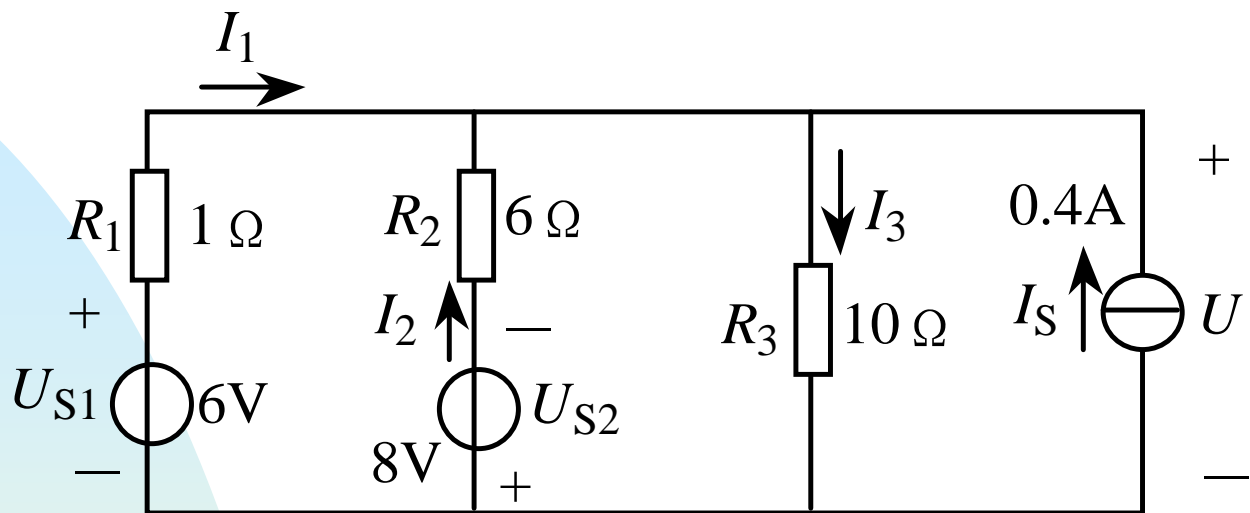 I1
R1 1 Ω
R2 6 Ω
I3
0.4A
+
+
I2
—
R3 10 Ω
IS
U
US1 6V
US2
8V
—
+
—